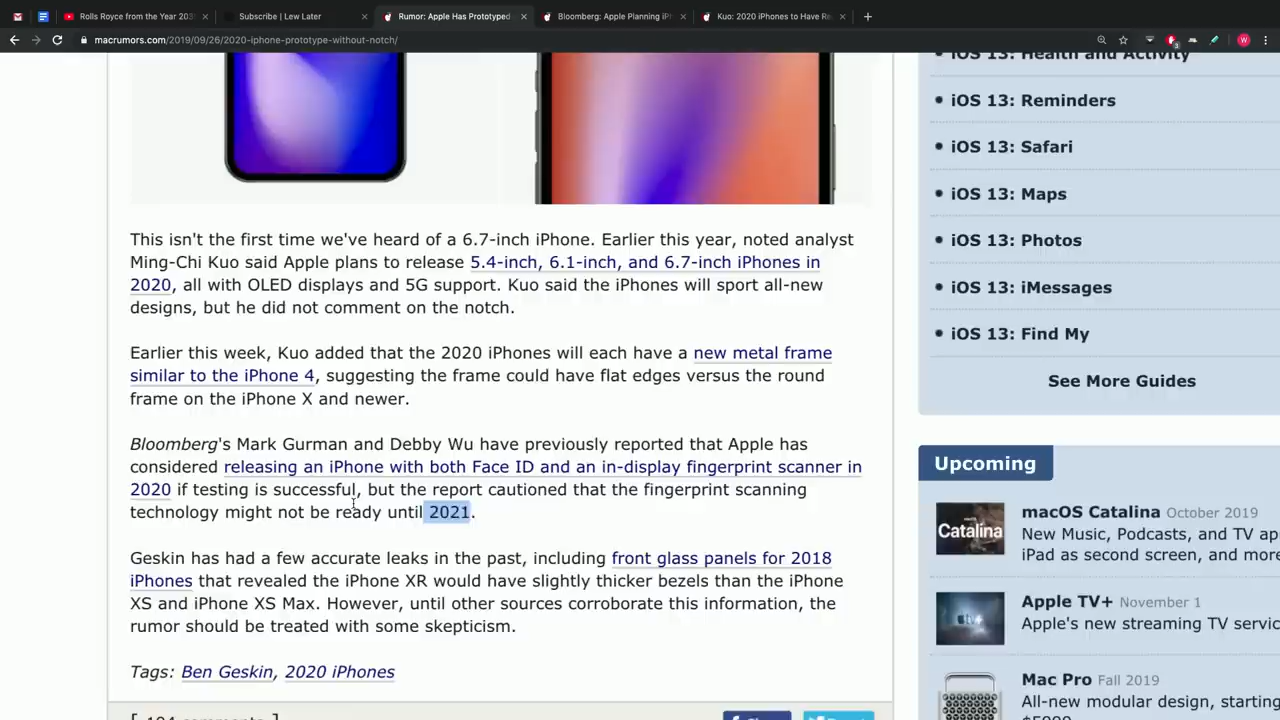 Rolls Royce from the Year 203
Subscribe | Lew Later
Rumor: Apple Has Prototyped
Bloomberg: Apple Planning iPh
Kuo: 2020 iPhones to Have Re
macrumors.com/2019/09/26/2020-iphone-prototype-without-notch/
W
This isn't the first time we've heard of a 6.7-inch iPhone. Earlier this year, noted analyst
Ming-Chi Kuo said Apple plans to release 5.4-inch, 6.1-inch, and 6.7-inch iPhones in
2020, all with OLED displays and 5G support. Kuo said the iPhones will sport all-new
designs, but he did not comment on the notch.
Earlier this week, Kuo added that the 2020 iPhones will each have a new metal frame
similar to the iPhone 4, suggesting the frame could have flat edges versus the round
frame on the iPhone X and newer.
Bloomberg's Mark Gurman and Debby Wu have previously reported that Apple has
considered releasing an iPhone with both Face ID and an in-display fingerprint scanner in
2020 if testing is successful, but the report cautioned that the fingerprint scanning
technology might not be ready until 2021.
Geskin has had a few accurate leaks in the past, including front glass panels for 2018
iPhones that revealed the iPhone XR would have slightly thicker bezels than the iPhone
XS and iPhone XS Max. However, until other sources corroborate this information, the
rumor should be treated with some skepticism.
Tags: Ben Geskin, 2020 iPhones
iOS 13: Health and Activity
iOS 13: Reminders
iOS 13: Safari
iOS 13: Maps
iOS 13: Photos
iOS 13: iMessages
iOS 13: Find My
See More Guides
Upcoming
Catalina
macOS Catalina October 2019
New Music, Podcasts, and TV ap
iPad as second screen, and more
Apple TV+ November 1
Apple's new streaming TV servic
Mac Pro Fall 2019
All-new modular design, starting